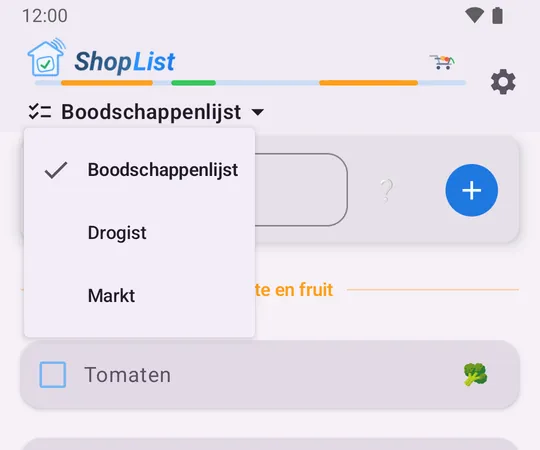 12:00
ShopList
Boodschappenlijst
Boodschappenlijst
Drogist
Markt
te en fruit
Tomaten